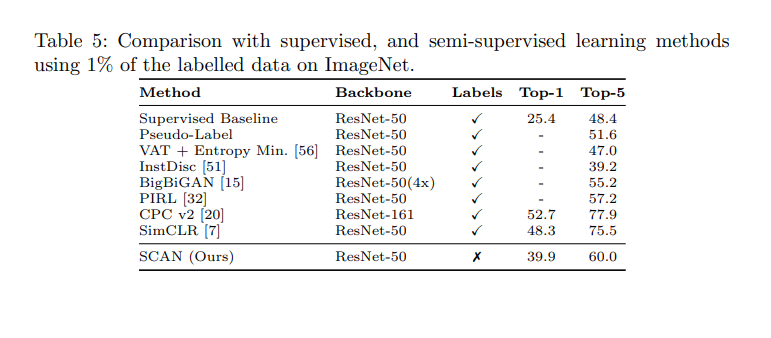 Table 5: Comparison with supervised, and semi-supervised learning methods
using 1% of the labelled data on ImageNet.
Method Backbone Labels Top-1 Top-5
Supervised Baseline ResNet-50 ✓ 25.4 48.4
Pseudo-Label ResNet-50 ✓ - 51.6
VAT + Entropy Min. [56] ResNet-50 ✓ - 47.0
InstDisc [51] ResNet-50 ✓ - 39.2
BigBiGAN [15] ResNet-50(4x) ✓ - 55.2
PIRL [32] ResNet-50 ✓ - 57.2
CPC v2 [20] ResNet-161 ✓ 52.7 77.9
SimCLR [7] ResNet-50 ✓ 48.3 75.5
SCAN (Ours) ResNet-50 ✗ 39.9 60.0